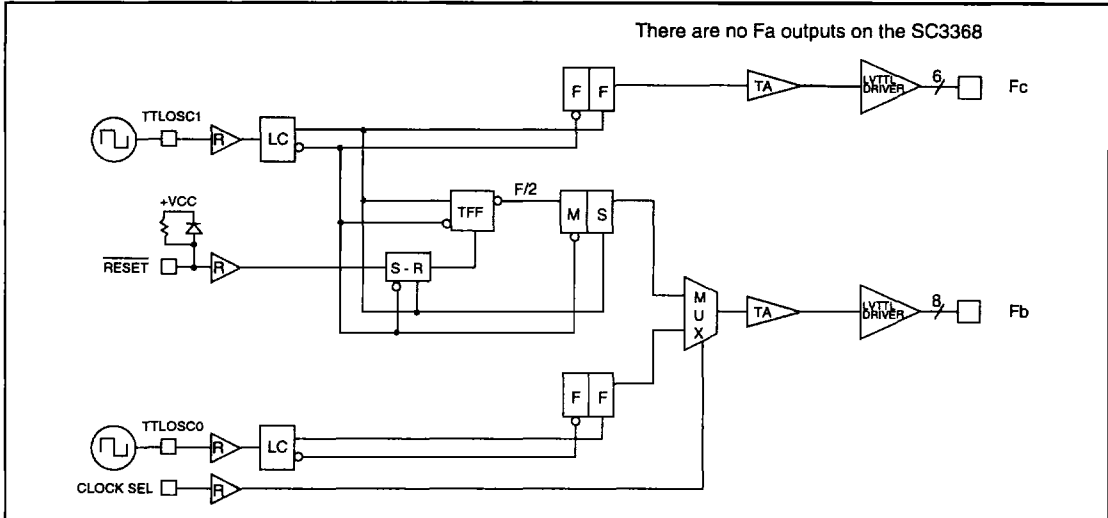 There are no Fa outputs on the SC3368
F F
TA
LVTTL DRIVER
6
Fc
TTLOSC1
R
LC
+VCC
TFF
F/2
M S
RESET
R
S - R
MUX
TA
LVTTL DRIVER
8
Fb
F F
TTLOSC0
R
LC
CLOCK SEL
R